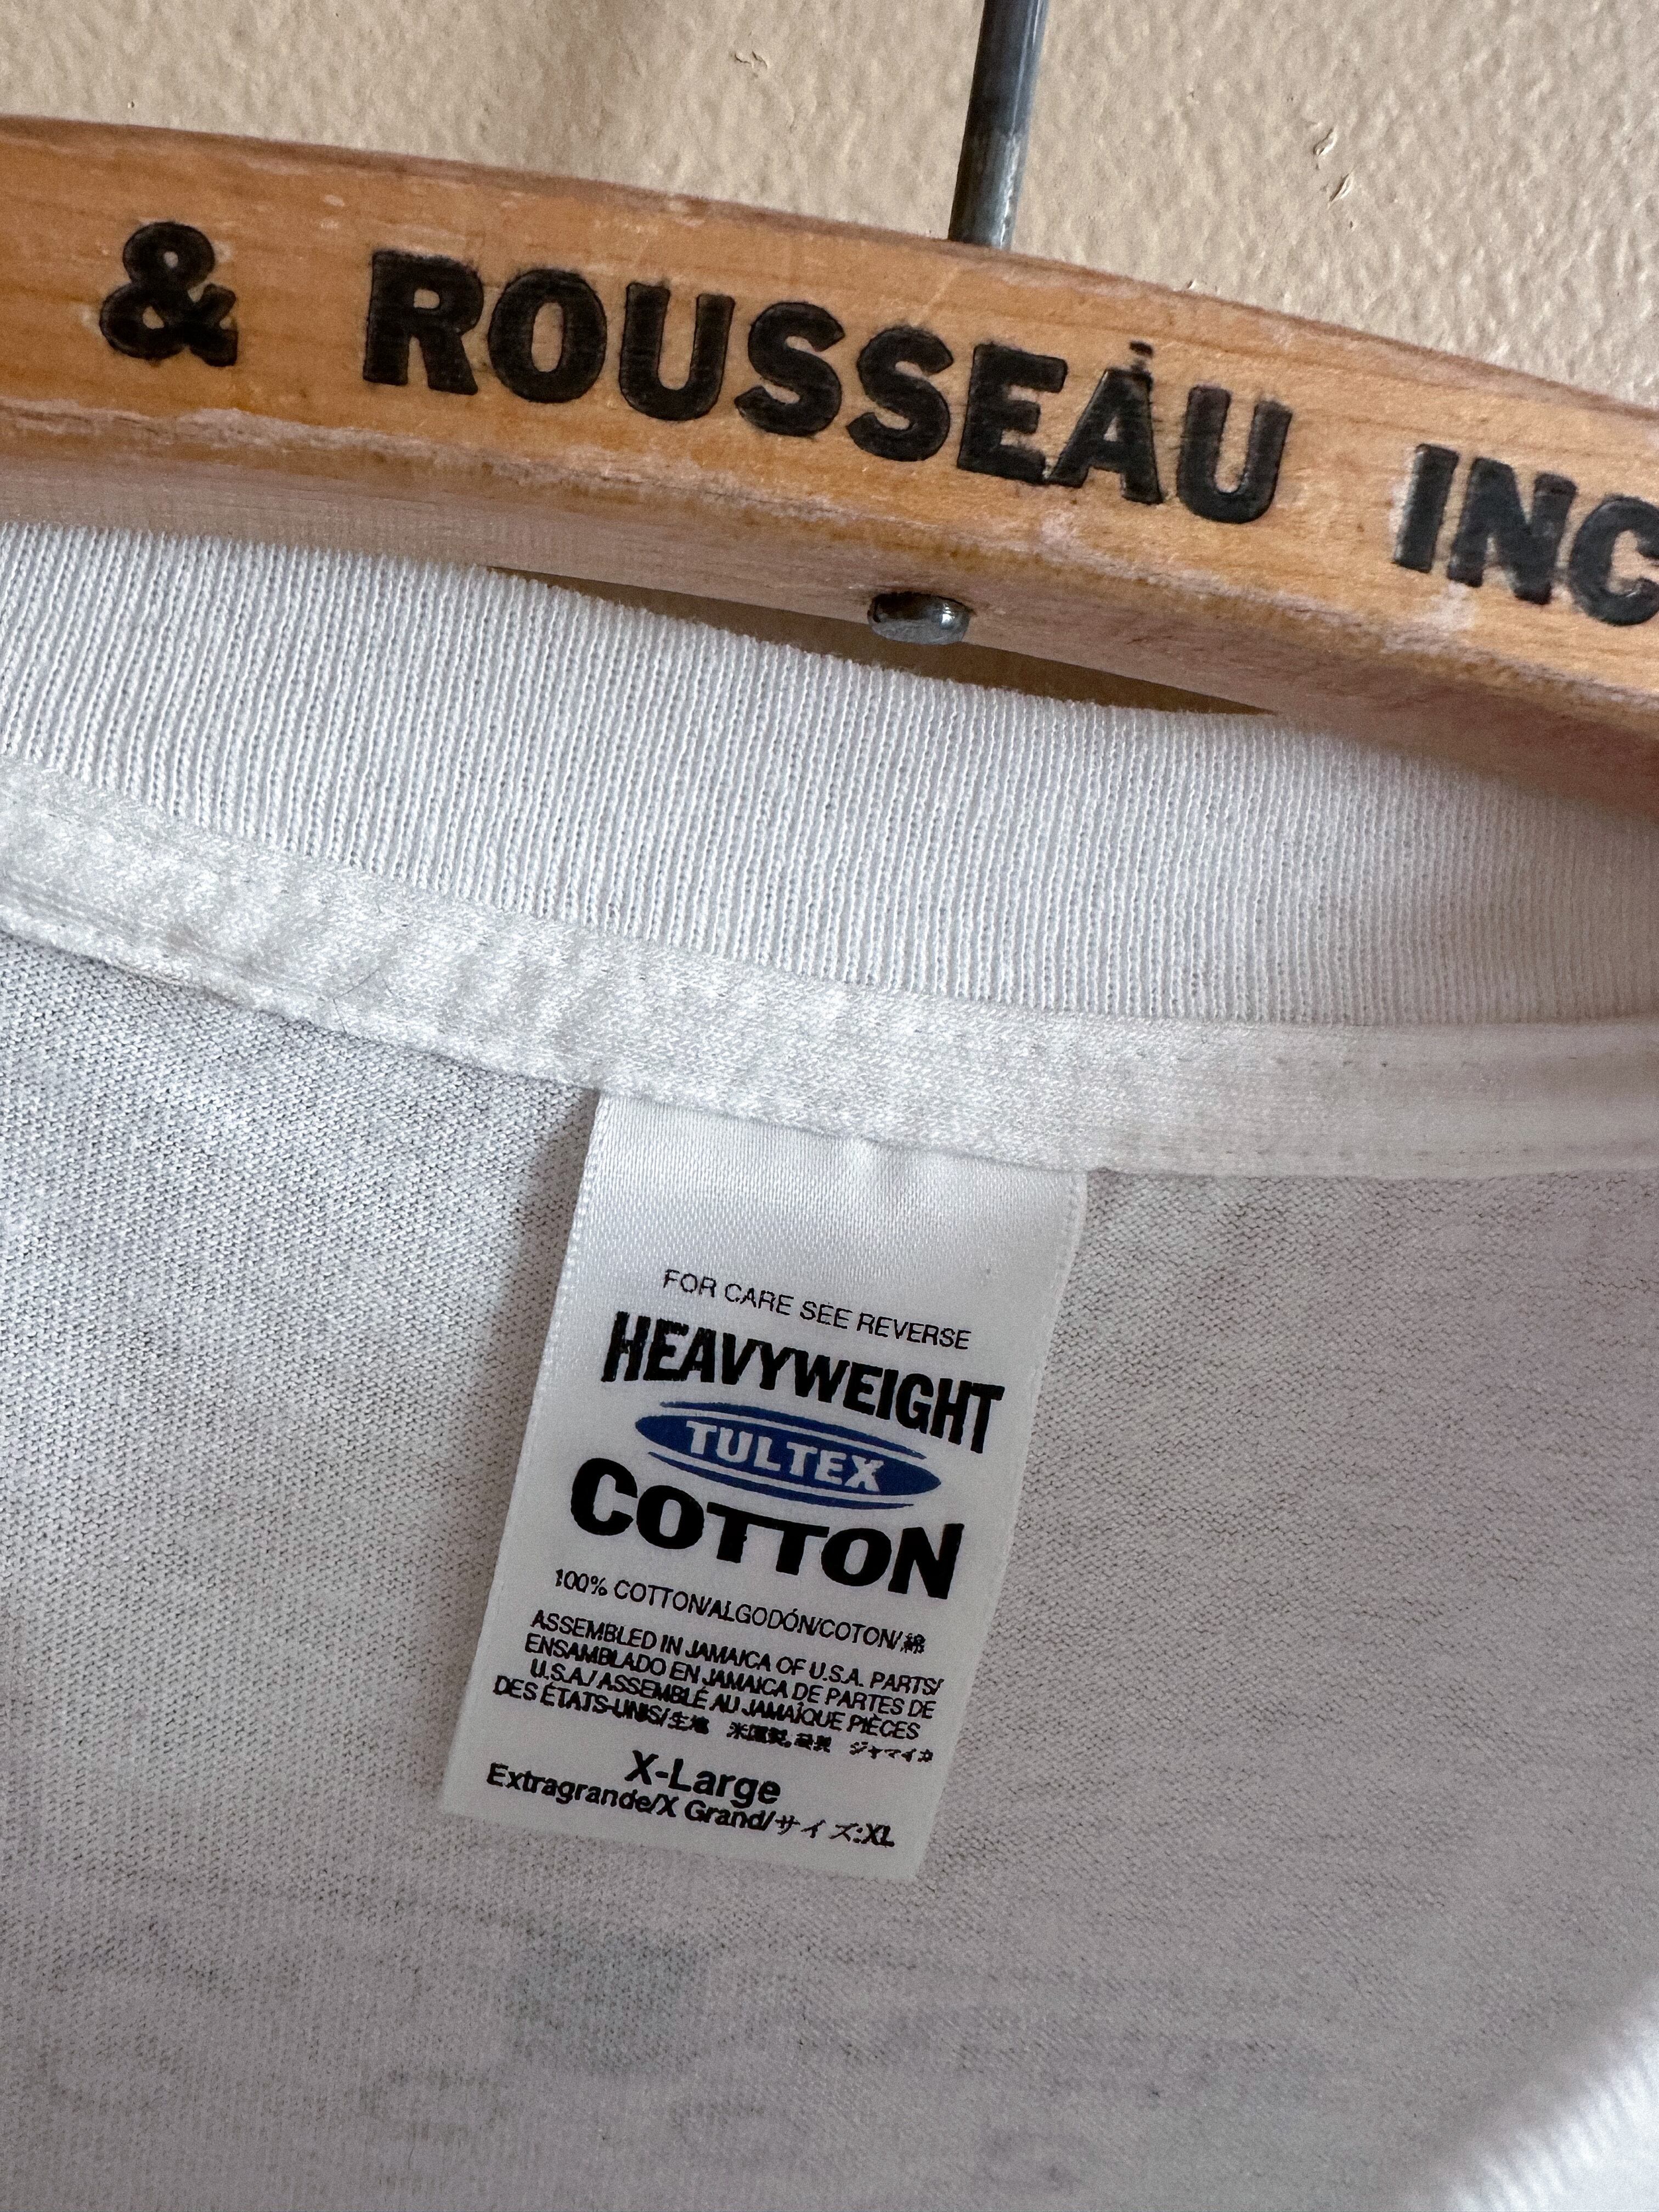 & ROUSSEAU INC
FOR CARE SEE REVERSE
HEAVYWEIGHT
TULTEX
COTTON
100% COTTON/ALGODÓN/COTON/綿
ASSEMBLED IN JAMAICA OF U.S.A. PARTS/
ENSAMBLADO EN JAMAICA DE PARTES DE
U.S.A./ASSEMBLÉ AU JAMAÏQUE PIÈCES
DES ÉTATS-UNIS/生地 米国製, ジャマイカ
X-Large
Extragrande/X Grand/サイズ:XL